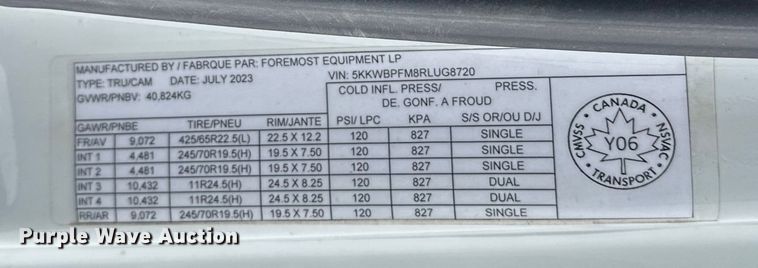 MANUFACTURED BY / FABRQUE PAR: FOREMOST EQUIPMENT LP
TYPE: TRU/CAM DATE: JULY 2023 VIN: 5KKWBPFM8RLUG8720
GVWR/PNBV: 40,824KG COLD INFL. PRESS/ PRESS.
DE. GONF. A FROUD
GAWR/PNBE TIRE/PNEU RIM/JANTE PSI/ LPC KPA S/S OR/OU D/J
FR/AV 9,072 425/65R22.5(L) 22.5 X 12.2 120 827 SINGLE
INT 1 4,481 245/70R19.5(H) 19.5 X 7.50 120 827 SINGLE
INT 2 4,481 245/70R19.5(H) 19.5 X 7.50 120 827 SINGLE
INT 3 10,432 11R24.5(H) 24.5 X 8.25 120 827 DUAL
INT 4 10,432 11R24.5(H) 24.5 X 8.25 120 827 DUAL
RR/AR 9,072 245/70R19.5(H) 19.5 X 7.50 120 827 SINGLE
CANADA
CMVSS
NSVAC
Y06
TRANSPORT
Purple Wave Auction